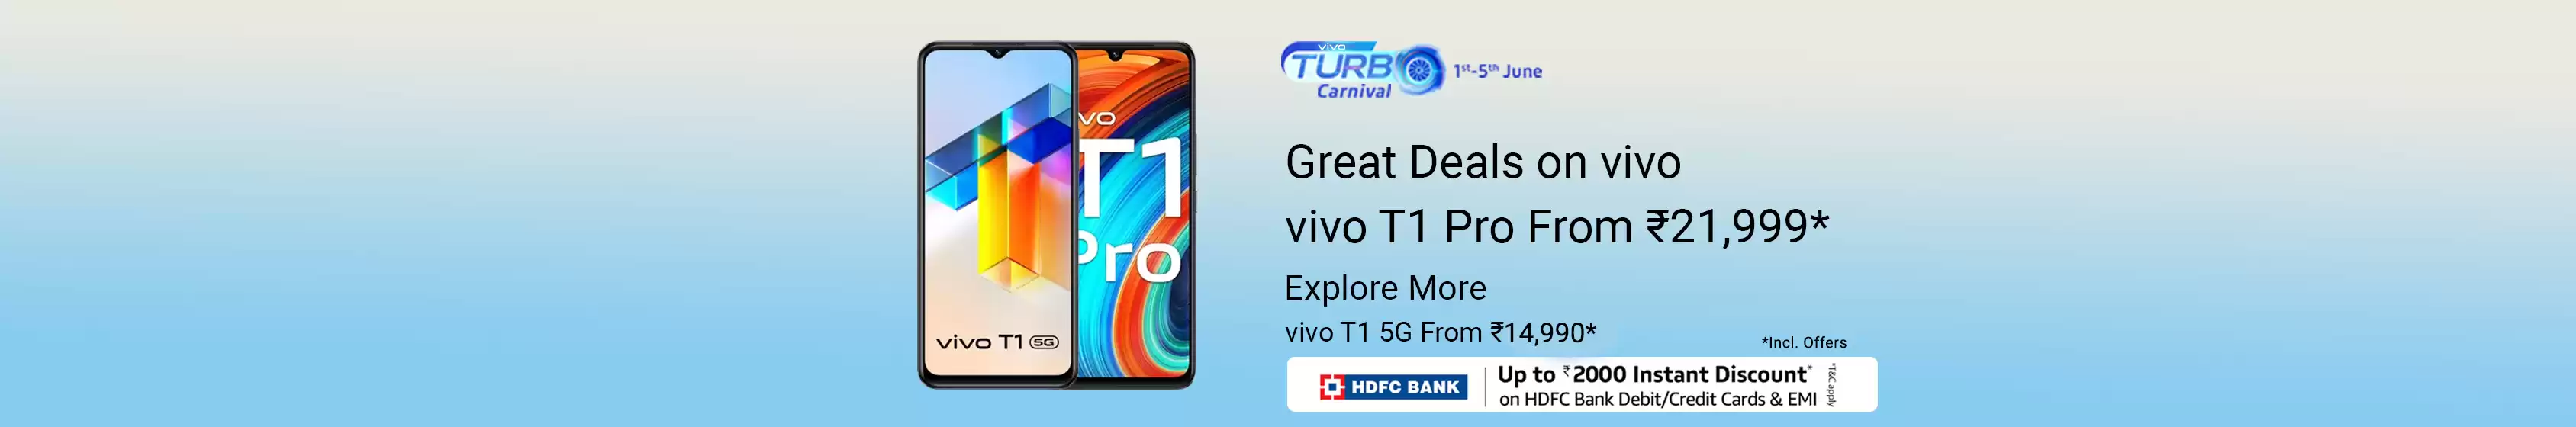 vivo T1 5G
VO
T1
Pro
vivo
TURBO
Carnival
1st-5th June
Great Deals on vivo
vivo T1 Pro From ₹21,999*
Explore More
vivo T1 5G From ₹14,990*
*Incl. Offers
HDFC BANK
Up to ₹2000 Instant Discount*
on HDFC Bank Debit/Credit Cards & EMI
*T&C apply